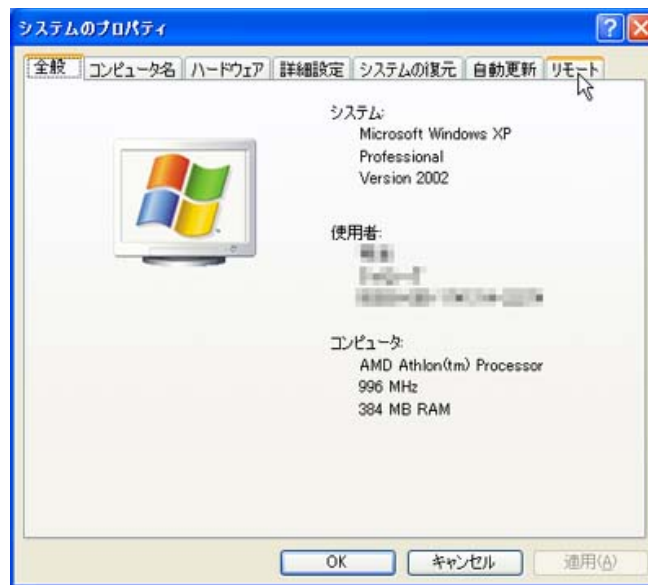 システムのプロパティ
全般 コンピュータ名 ハードウェア 詳細設定 システムの復元 自動更新 リモート
システム:
Microsoft Windows XP
Professional
Version 2002
使用者:
コンピュータ:
AMD Athlon(tm) Processor
996 MHz
384 MB RAM
OK キャンセル 適用(A)